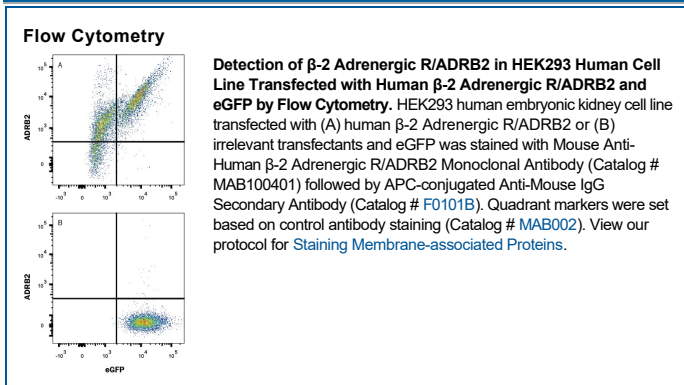 Flow Cytometry
A
ADRB2
10^5
10^4
10^3
0
-10^3
0
10^3
10^4
10^5
B
ADRB2
10^5
10^4
10^3
0
-10^3
0
10^3
10^4
10^5
eGFP
Detection of β-2 Adrenergic R/ADRB2 in HEK293 Human Cell
Line Transfected with Human β-2 Adrenergic R/ADRB2 and
eGFP by Flow Cytometry. HEK293 human embryonic kidney cell line
transfected with (A) human β-2 Adrenergic R/ADRB2 or (B)
irrelevant transfectants and eGFP was stained with Mouse Anti-
Human β-2 Adrenergic R/ADRB2 Monoclonal Antibody (Catalog #
MAB100401) followed by APC-conjugated Anti-Mouse IgG
Secondary Antibody (Catalog # F0101B). Quadrant markers were set
based on control antibody staining (Catalog # MAB002). View our
protocol for Staining Membrane-associated Proteins.